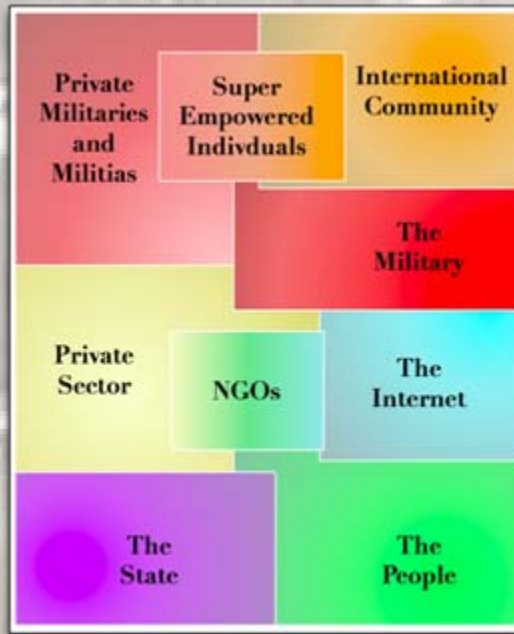 Private
Militaries
and
Militias
Super
Empowered
Indivduals
International
Community
The
Military
Private
Sector
NGOs
The
Internet
The
State
The
People